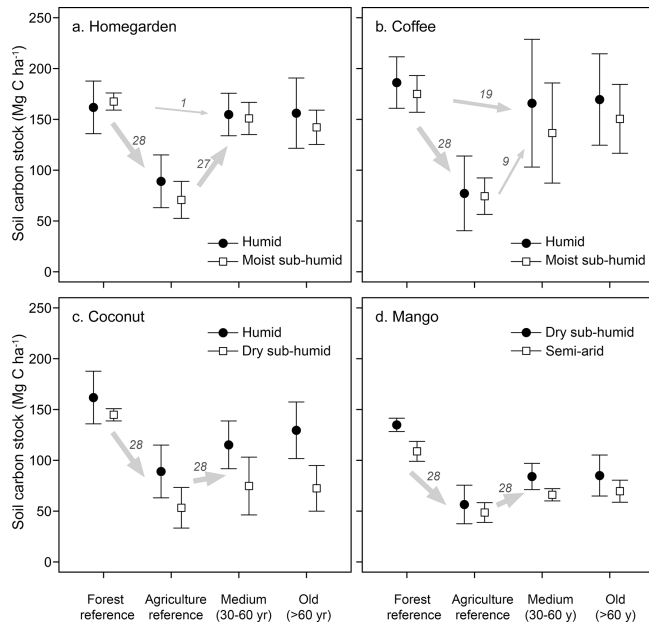 a. Homegarden
b. Coffee
Soil carbon stock (Mg C ha⁻¹)
250
200
150
100
50
0
1
28
27
Humid
Moist sub-humid
19
28
9
Humid
Moist sub-humid
c. Coconut
Humid
Dry sub-humid
d. Mango
Dry sub-humid
Semi-arid
Soil carbon stock (Mg C ha⁻¹)
250
200
150
100
50
0
28
28
28
28
Forest
reference
Agriculture
reference
Medium
(30-60 yr)
Old
(>60 yr)
Forest
reference
Agriculture
reference
Medium
(30-60 y)
Old
(>60 y)